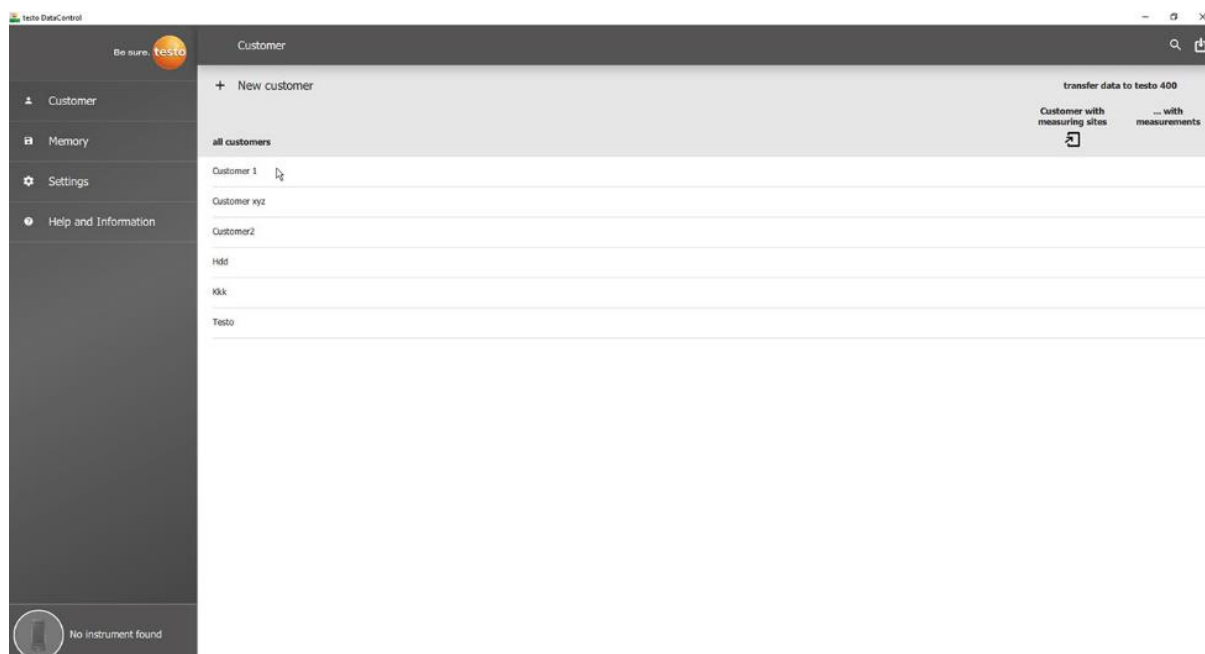 testo DataControl
Be sure. testo
Customer
Customer
Memory
Settings
Help and Information
No instrument found
+ New customer
transfer data to testo 400
Customer with
measuring sites
... with
measurements
all customers
Customer 1
Customer xyz
Customer2
Hdd
Kkk
Testo